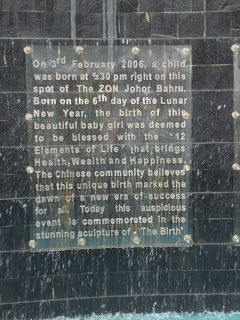 On 3rd February 2006, a child
was born at 6:30 pm right on this
spot of The ZON Johor Bahru.
Born on the 6th day of the Lunar
New Year, the birth of this
beautiful baby girl was deemed
to be blessed with the "12
Elements of Life" that brings
Health, Wealth and Happiness.
The Chinese community believes
that this unique birth marked the
dawn of a new era of success
for all. Today this auspicious
event is commemorated in the
stunning sculpture of - 'The Birth'